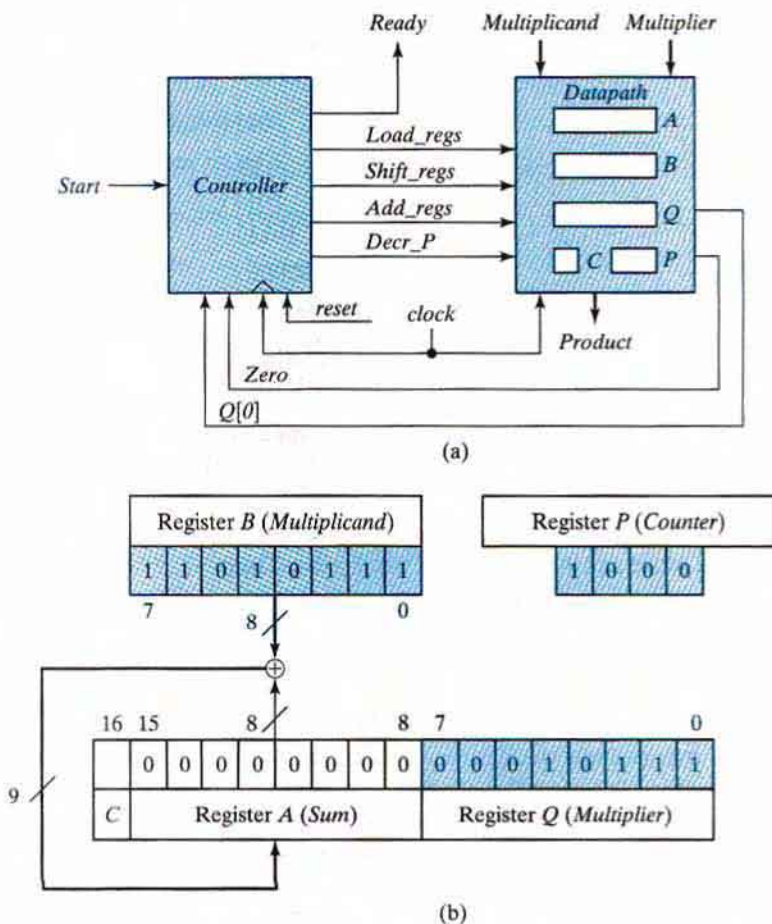 Ready
Multiplicand Multiplier
Datapath
A
Load_regs
B
Start
Controller
Shift_regs
Add_regs
Q
Decr_P
C P
reset
clock
Product
Zero
Q[0]
(a)
Register B (Multiplicand)
Register P (Counter)
1 1 0 1 0 1 1 1
1 0 0 0
7 8 0
+
16 15 8 8 7 0
0 0 0 0 0 0 0 0 0 0 0 1 0 1 1 1
9
C Register A (Sum) Register Q (Multiplier)
(b)